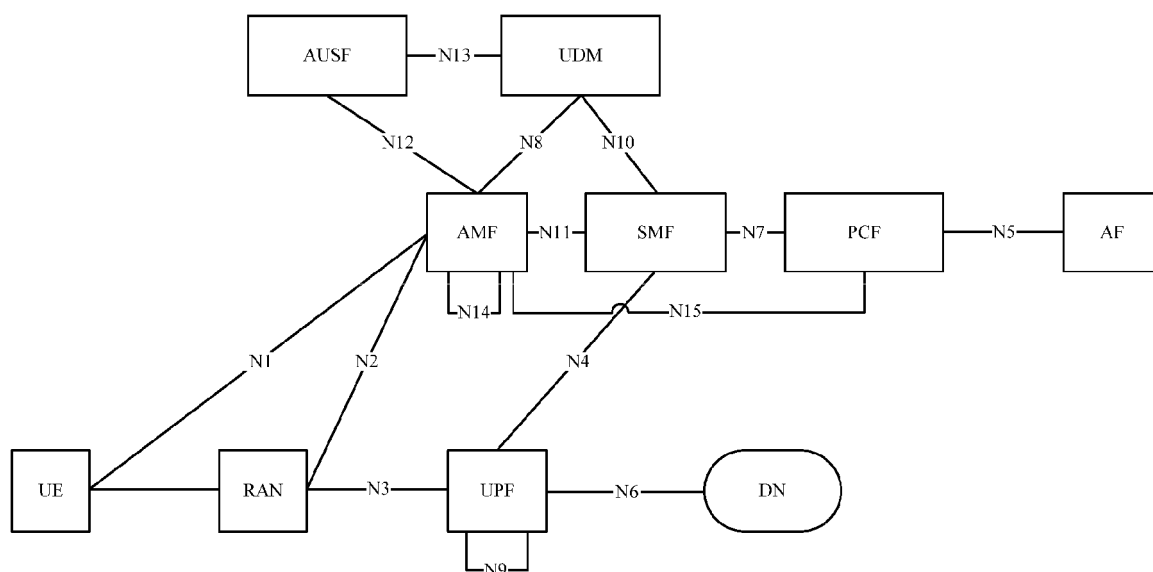 AUSF
N13
UDM
N12
N8
N10
AMF
N11
SMF
N7
PCF
N5
AF
N14
N15
N1
N2
N4
UE
RAN
N3
UPF
N6
DN
N9